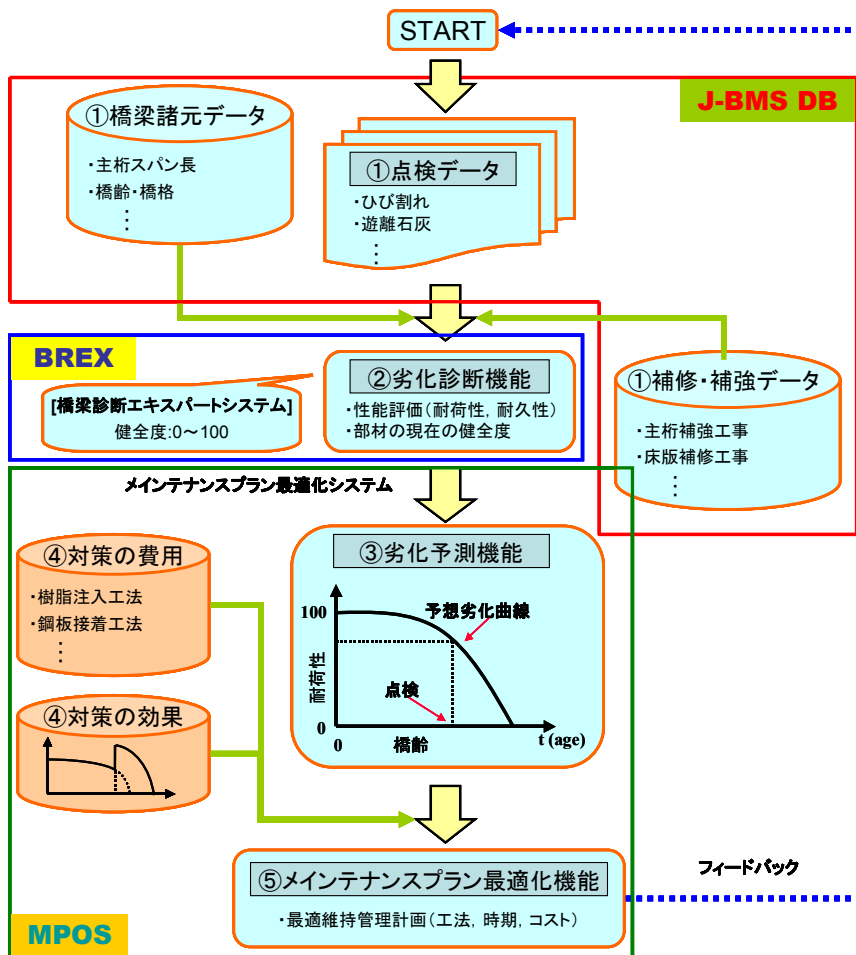 START
J-BMS DB
①橋梁諸元データ
・主桁スパン長
・橋齢・橋格
⋮
①点検データ
・ひび割れ
・遊離石灰
⋮
BREX
[橋梁診断エキスパートシステム]
健全度:0～100
②劣化診断機能
・性能評価(耐荷性, 耐久性)
・部材の現在の健全度
①補修・補強データ
・主桁補強工事
・床版補修工事
⋮
メインテナンスプラン最適化システム
④対策の費用
・樹脂注入工法
・鋼板接着工法
⋮
④対策の効果
③劣化予測機能
100
予想劣化曲線
耐荷性
点検
0
0
橋齢
t (age)
⑤メインテナンスプラン最適化機能
・最適維持管理計画(工法, 時期, コスト)
フィードバック
MPOS